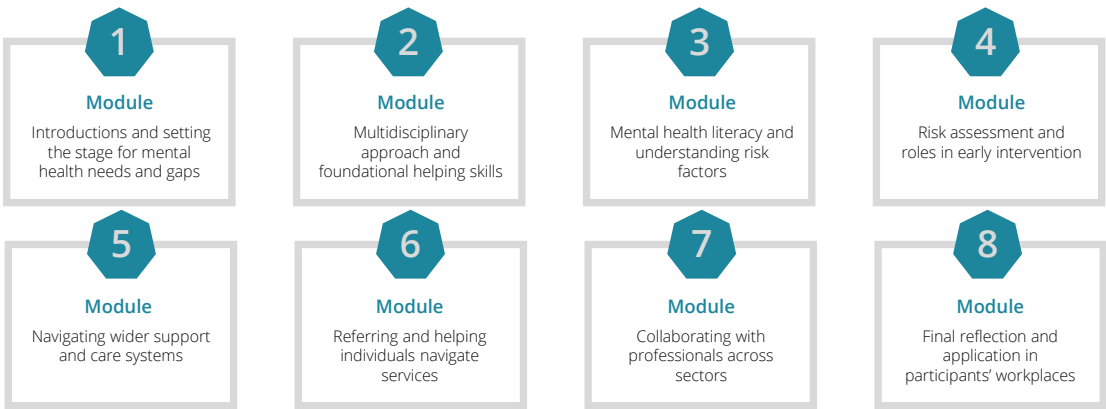 1
Module
Introductions and setting
the stage for mental
health needs and gaps
2
Module
Multidisciplinary
approach and
foundational helping skills
3
Module
Mental health literacy and
understanding risk
factors
4
Module
Risk assessment and
roles in early intervention
5
Module
Navigating wider support
and care systems
6
Module
Referring and helping
individuals navigate
services
7
Module
Collaborating with
professionals across
sectors
8
Module
Final reflection and
application in
participants’ workplaces